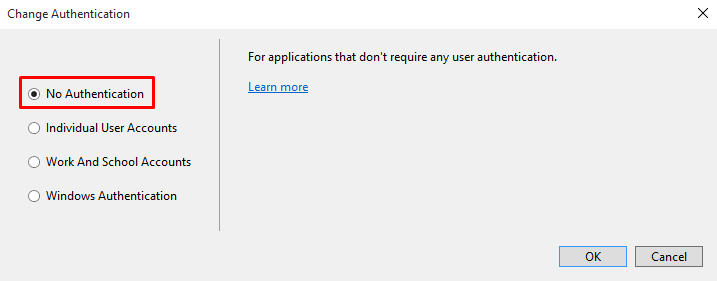 Change Authentication
For applications that don't require any user authentication.
Learn more
No Authentication
Individual User Accounts
Work And School Accounts
Windows Authentication
OK
Cancel